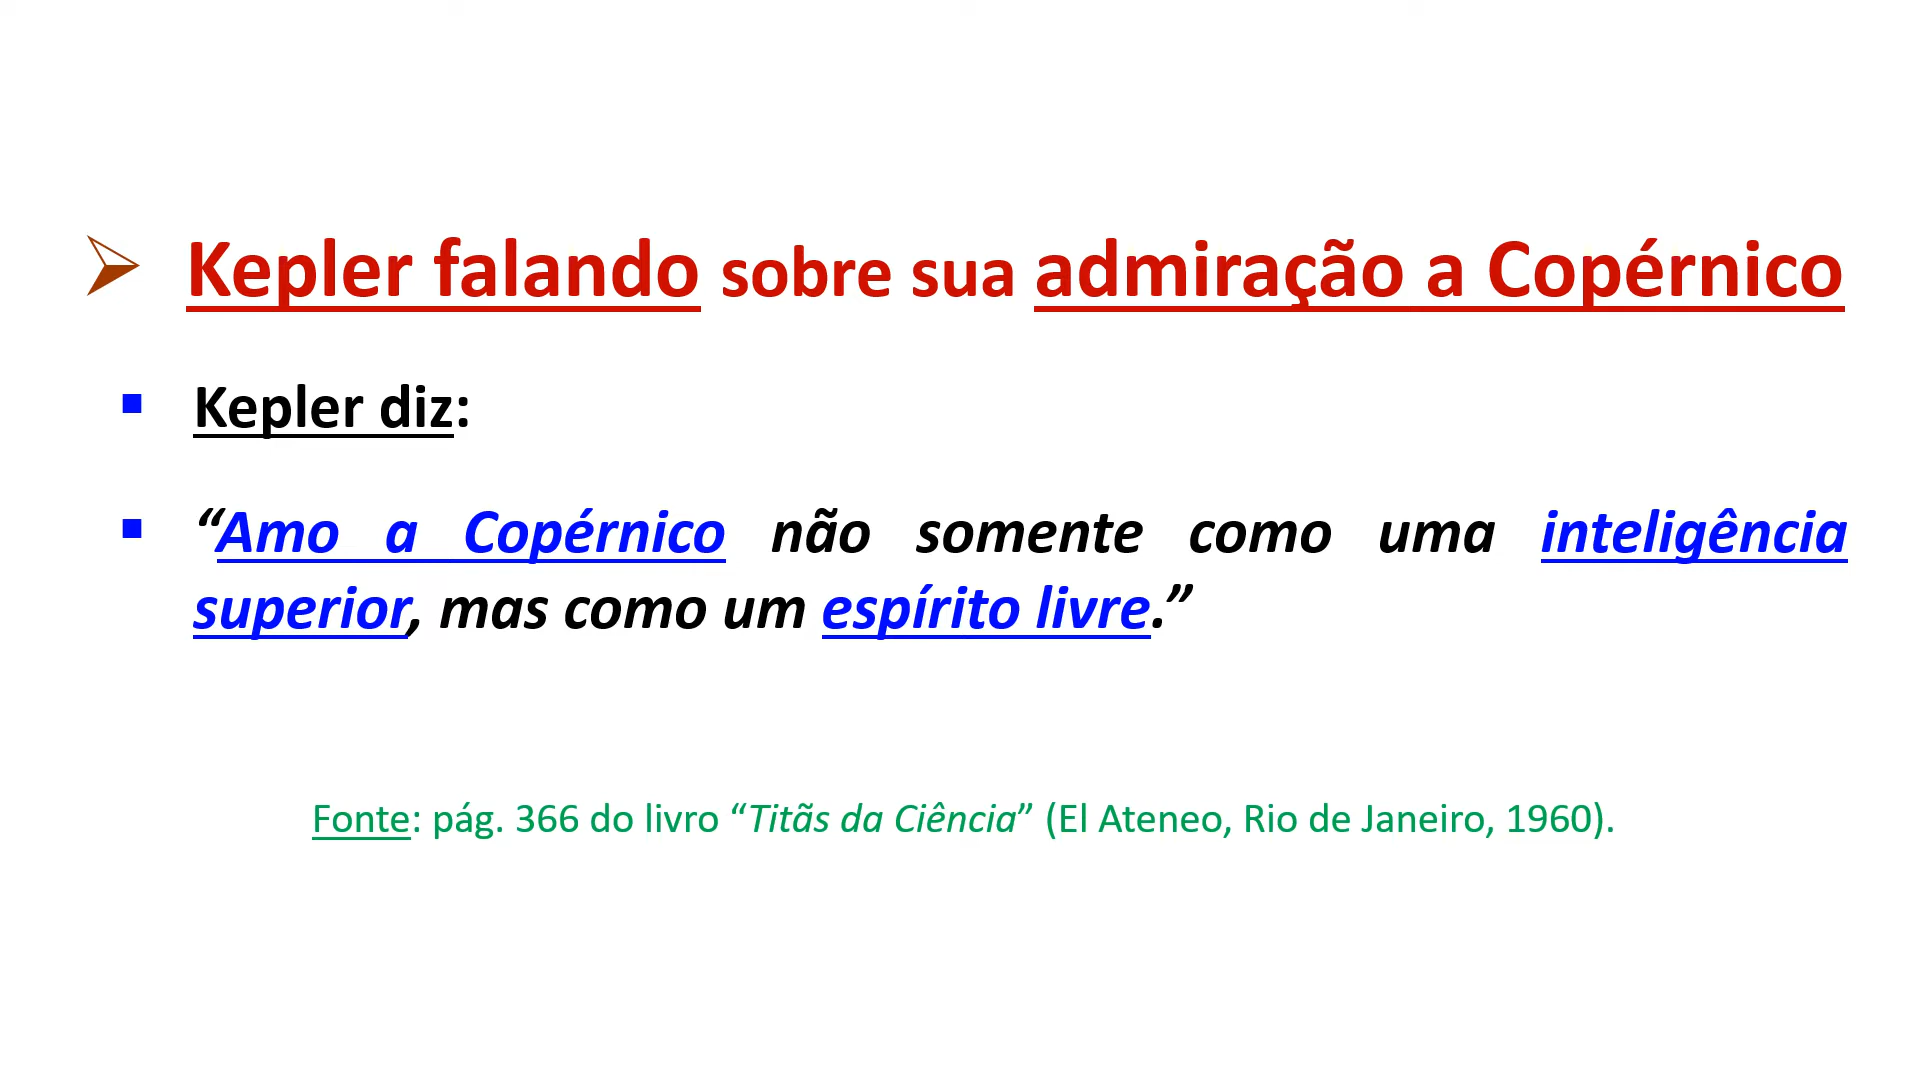 Kepler falando sobre sua admiração a Copérnico
Kepler diz:
“Amo a Copérnico não somente como uma inteligência
superior, mas como um espírito livre.”
Fonte: pág. 366 do livro “Titãs da Ciência” (El Ateneo, Rio de Janeiro, 1960).